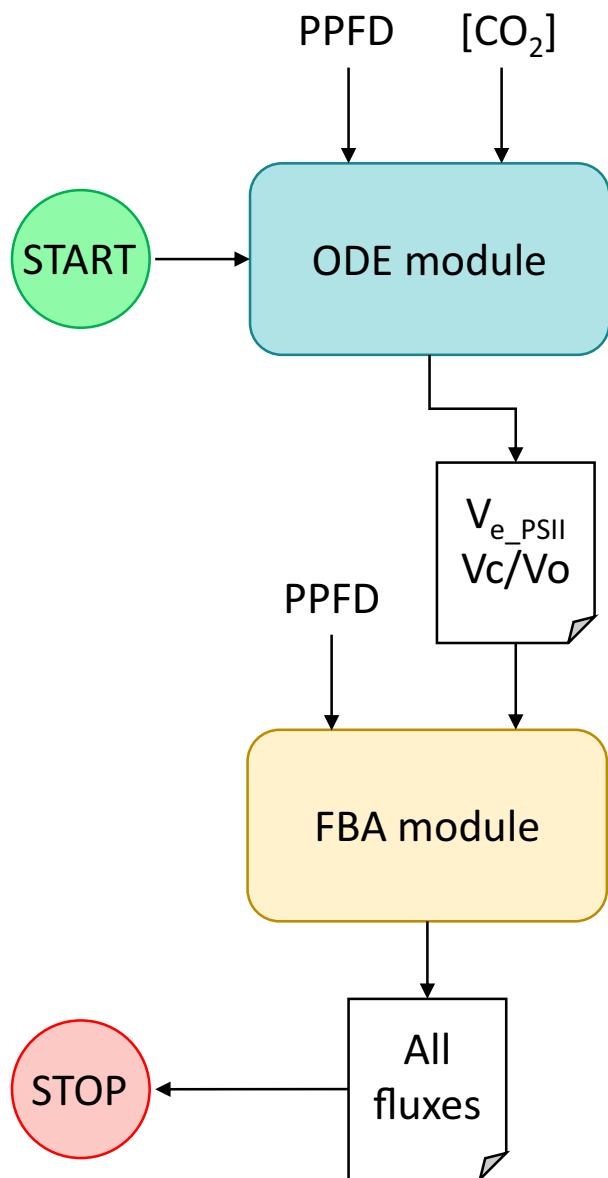 PPFD [CO₂]
START
ODE module
Vₑ_PSII
Vc/Vo
PPFD
FBA module
All
fluxes
STOP